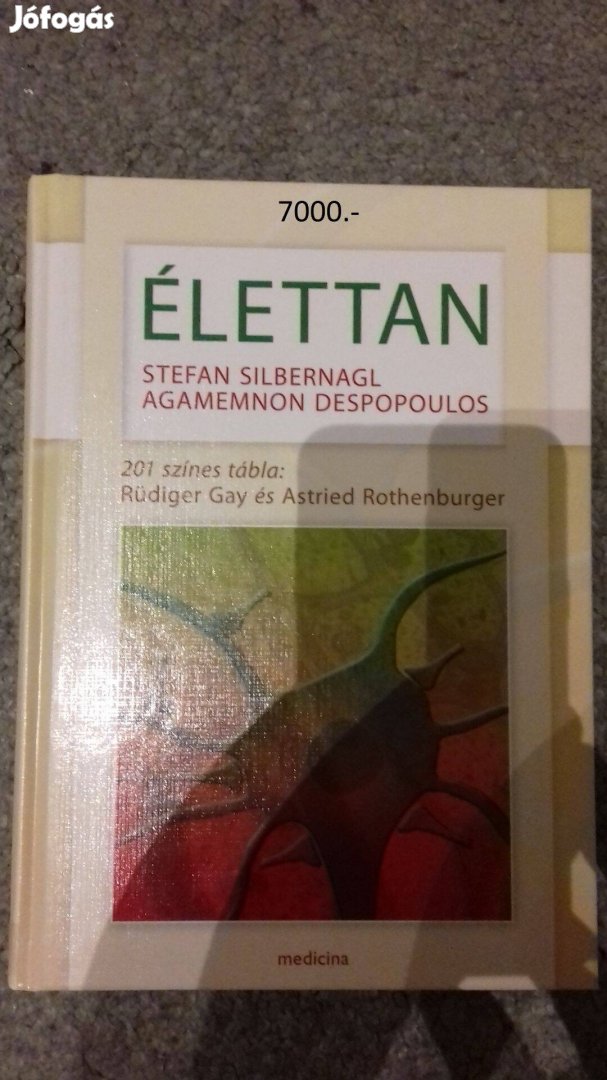 Jófogás
7000.-
ÉLETTAN
STEFAN SILBERNAGL
AGAMEMNON DESPOPOULOS
201 színes tábla:
Rüdiger Gay és Astried Rothenburger
medicina